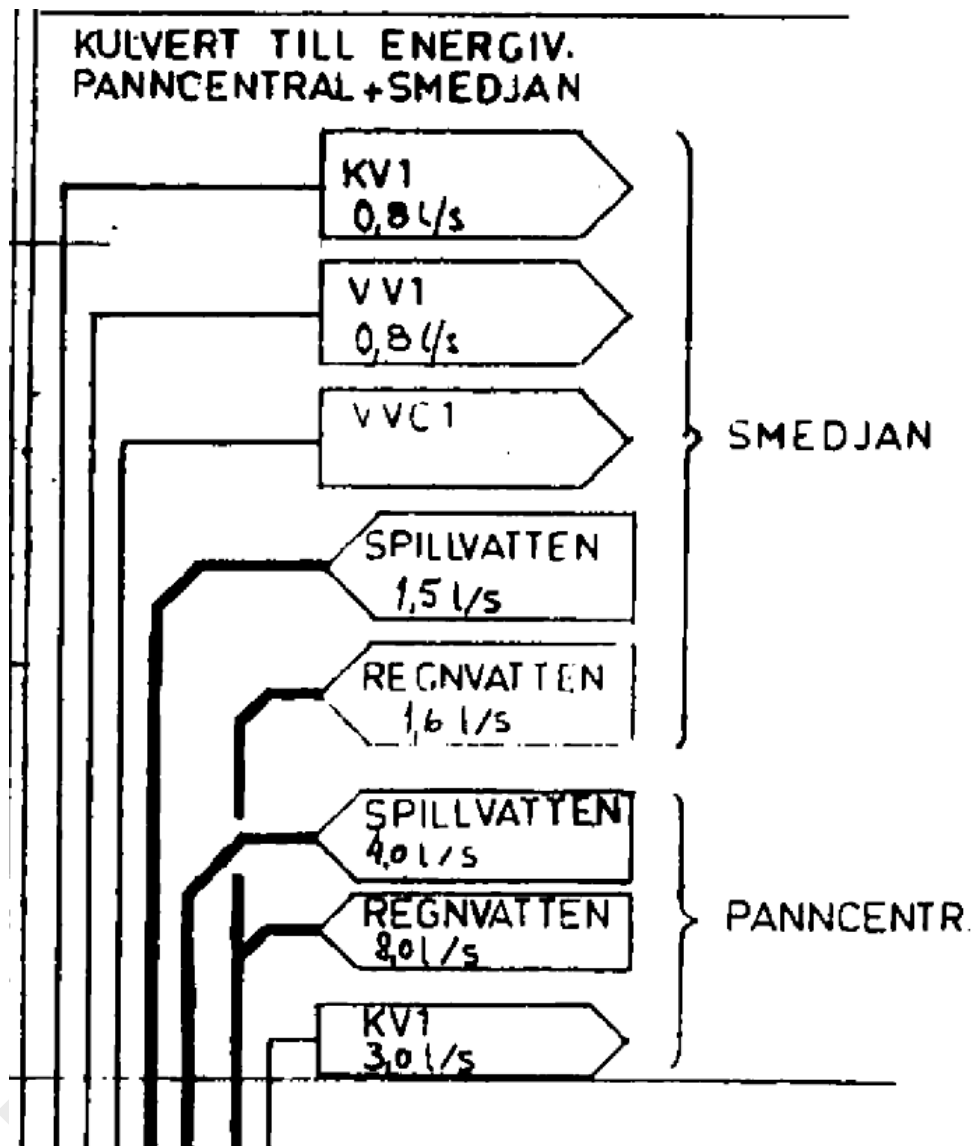 KULVERT TILL ENERGIV.
PANNCENTRAL + SMEDJAN
KV1
0,8 l/s
VV1
0,8 l/s
VVC1
SMEDJAN
SPILLVATTEN
1,5 l/s
REGNVATTEN
1,6 l/s
SPILLVATTEN
4,0 l/s
REGNVATTEN
8,0 l/s
PANNCENTR.
KV1
3,0 l/s